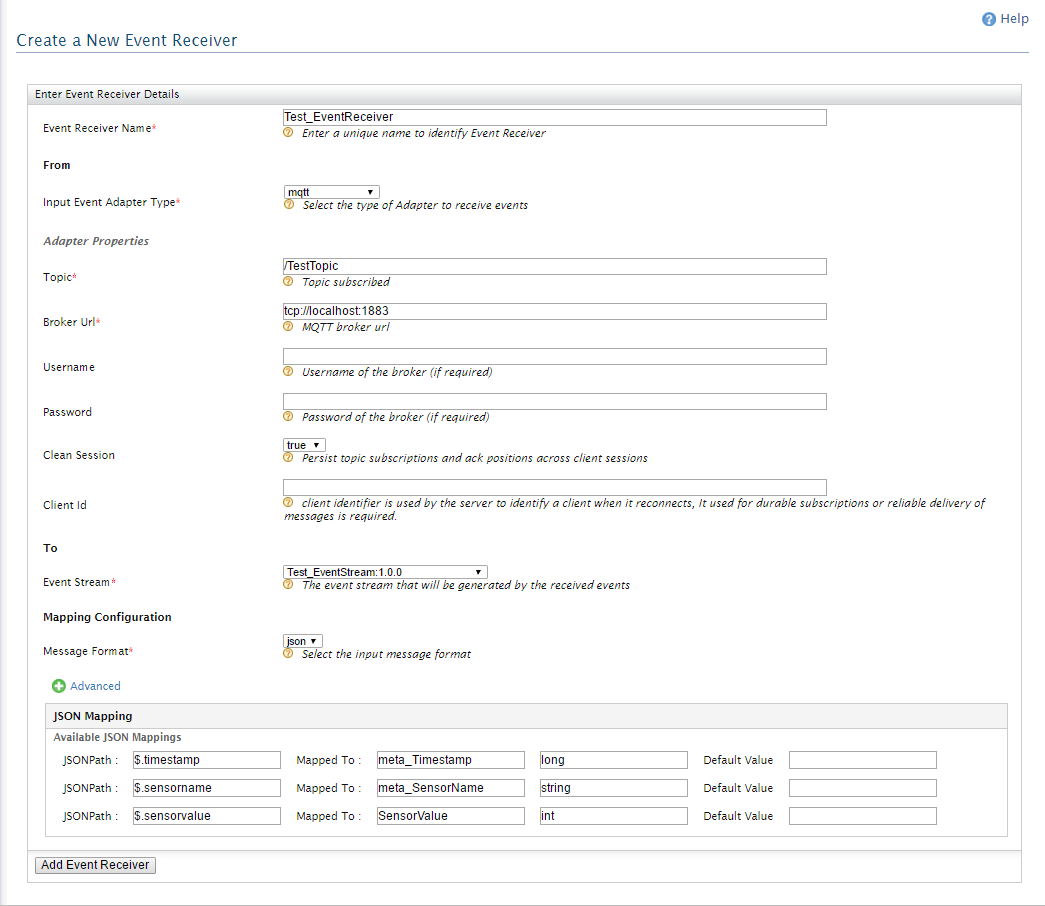 Help
Create a New Event Receiver
Enter Event Receiver Details
Event Receiver Name*
Test_EventReceiver
Enter a unique name to identify Event Receiver
From
Input Event Adapter Type*
mqtt
Select the type of Adapter to receive events
Adapter Properties
Topic*
/TestTopic
Topic subscribed
Broker Url*
tcp://localhost:1883
MQTT broker url
Username
Username of the broker (if required)
Password
Password of the broker (if required)
Clean Session
true
Persist topic subscriptions and ack positions across client sessions
Client Id
client identifier is used by the server to identify a client when it reconnects, It used for durable subscriptions or reliable delivery of
messages is required.
To
Event Stream*
Test_EventStream:1.0.0
The event stream that will be generated by the received events
Mapping Configuration
Message Format*
json
Select the input message format
Advanced
JSON Mapping
Available JSON Mappings
JSONPath : $.timestamp Mapped To : meta_Timestamp long Default Value
JSONPath : $.sensorname Mapped To : meta_SensorName string Default Value
JSONPath : $.sensorvalue Mapped To : SensorValue int Default Value
Add Event Receiver